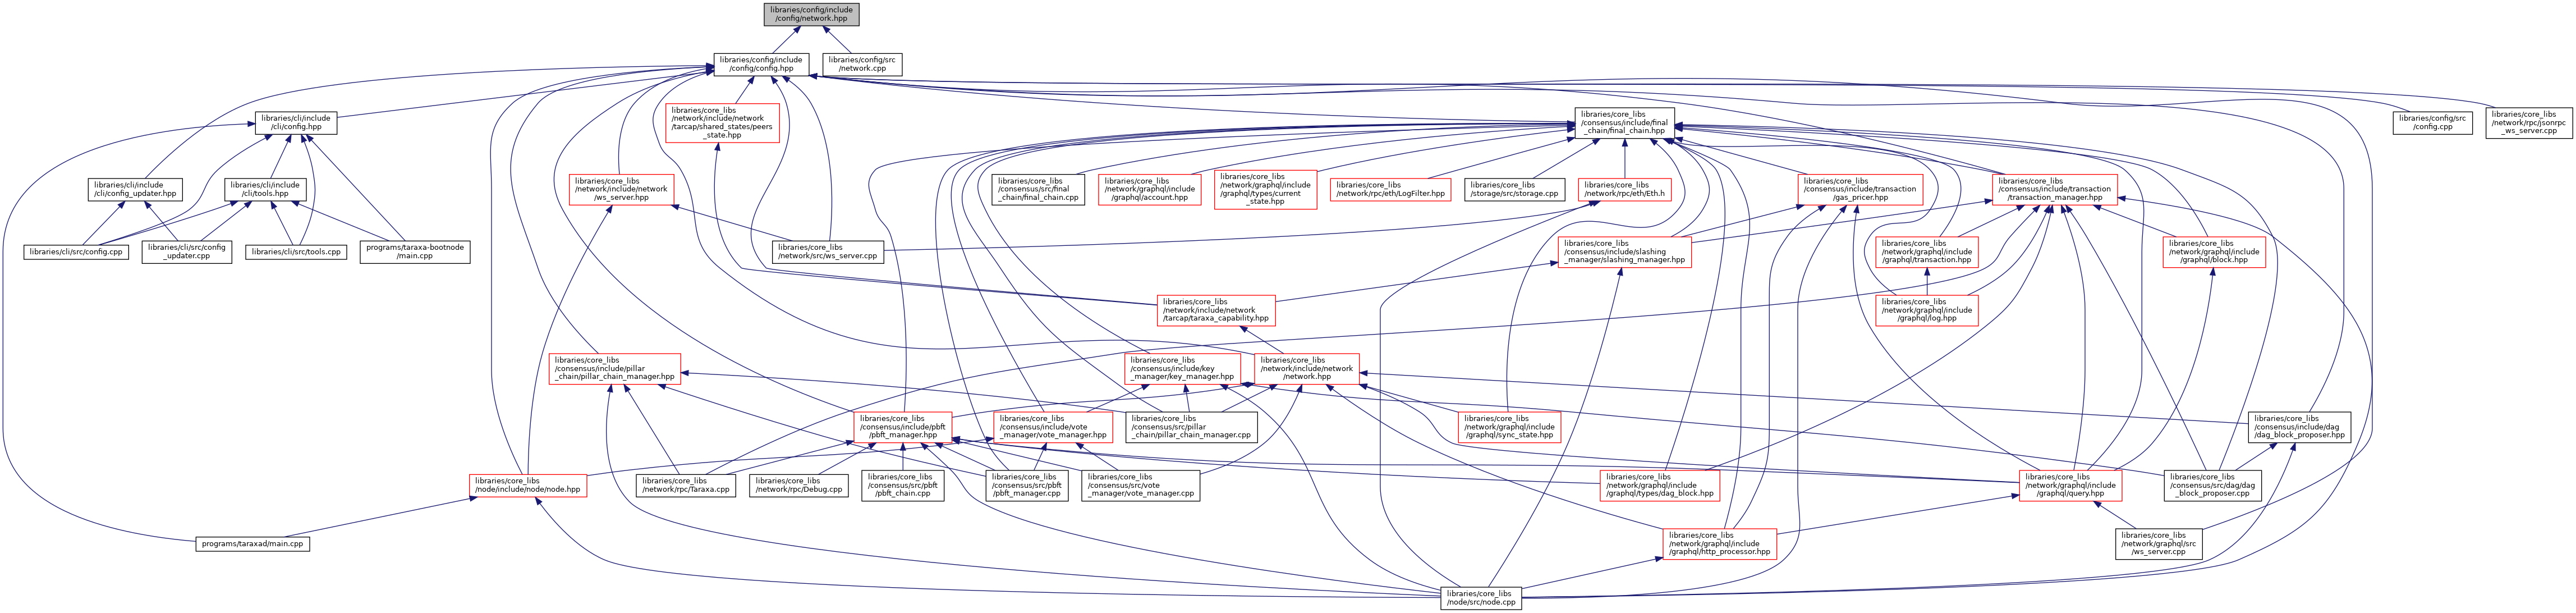 libraries/config/include
/config/network.hpp
libraries/config/include
/config/config.hpp
libraries/config/src
/network.cpp
libraries/cli/include
/cli/config.hpp
libraries/core_libs
/network/include/network
/tarcap/shared_states/peers
_state.hpp
libraries/core_libs
/consensus/include/final
_chain/final_chain.hpp
libraries/config/src
/config.cpp
libraries/core_libs
/network/rpc/jsonrpc
_ws_server.cpp
libraries/cli/include
/cli/config_updater.hpp
libraries/cli/include
/cli/tools.hpp
libraries/core_libs
/network/include/network
/ws_server.hpp
libraries/core_libs
/consensus/src/final
_chain/final_chain.cpp
libraries/core_libs
/network/graphql/include
/graphql/account.hpp
libraries/core_libs
/network/graphql/include
/graphql/types/current
_state.hpp
libraries/core_libs
/network/rpc/eth/LogFilter.hpp
libraries/core_libs
/storage/src/storage.cpp
libraries/core_libs
/network/rpc/eth/Eth.h
libraries/core_libs
/consensus/include/transaction
/gas_pricer.hpp
libraries/core_libs
/consensus/include/transaction
/transaction_manager.hpp
libraries/cli/src/config.cpp
libraries/cli/src/config
_updater.cpp
libraries/cli/src/tools.cpp
programs/taraxa-bootnode
/main.cpp
libraries/core_libs
/network/src/ws_server.cpp
libraries/core_libs
/consensus/include/slashing
_manager/slashing_manager.hpp
libraries/core_libs
/network/graphql/include
/graphql/transaction.hpp
libraries/core_libs
/network/graphql/include
/graphql/block.hpp
libraries/core_libs
/network/include/network
/tarcap/taraxa_capability.hpp
libraries/core_libs
/network/graphql/include
/graphql/log.hpp
libraries/core_libs
/consensus/include/pillar
_chain/pillar_chain_manager.hpp
libraries/core_libs
/consensus/include/key
_manager/key_manager.hpp
libraries/core_libs
/network/include/network
/network.hpp
libraries/core_libs
/consensus/include/pbft
/pbft_manager.hpp
libraries/core_libs
/consensus/include/vote
_manager/vote_manager.hpp
libraries/core_libs
/consensus/src/pillar
_chain/pillar_chain_manager.cpp
libraries/core_libs
/network/graphql/include
/graphql/sync_state.hpp
libraries/core_libs
/consensus/include/dag
/dag_block_proposer.hpp
libraries/core_libs
/node/include/node/node.hpp
libraries/core_libs
/network/rpc/Taraxa.cpp
libraries/core_libs
/network/rpc/Debug.cpp
libraries/core_libs
/consensus/src/pbft
/pbft_chain.cpp
libraries/core_libs
/consensus/src/pbft
/pbft_manager.cpp
libraries/core_libs
/consensus/src/vote
_manager/vote_manager.cpp
libraries/core_libs
/network/graphql/include
/graphql/types/dag_block.hpp
libraries/core_libs
/network/graphql/include
/graphql/query.hpp
libraries/core_libs
/consensus/src/dag/dag
_block_proposer.cpp
programs/taraxad/main.cpp
libraries/core_libs
/network/graphql/include
/graphql/http_processor.hpp
libraries/core_libs
/network/graphql/src
/ws_server.cpp
libraries/core_libs
/node/src/node.cpp